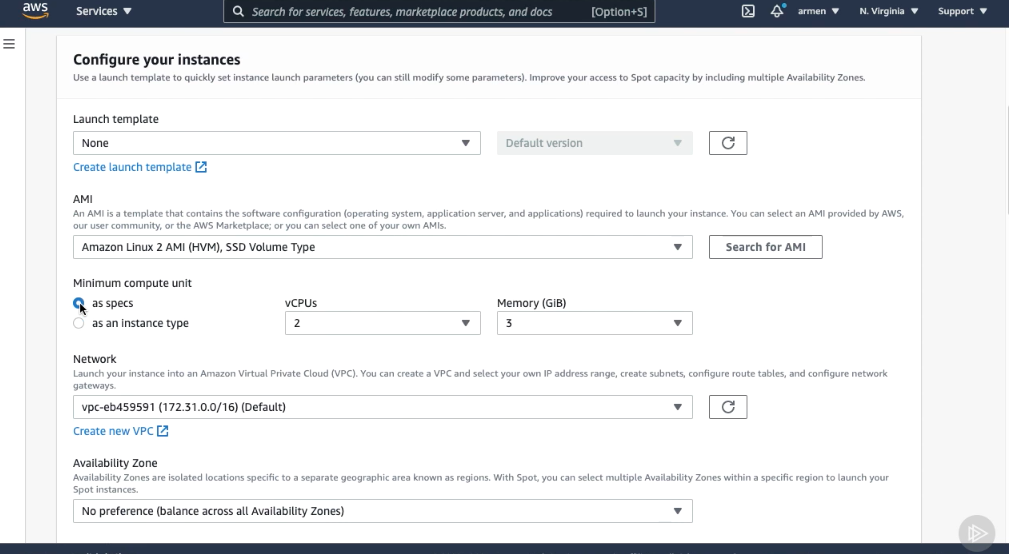 aws
Services
Search for services, features, marketplace products, and docs [Option+S]
armen
N. Virginia
Support
Configure your instances
Use a launch template to quickly set instance launch parameters (you can still modify some parameters). Improve your access to Spot capacity by including multiple Availability Zones.
Launch template
None
Default version
Create launch template
AMI
An AMI is a template that contains the software configuration (operating system, application server, and applications) required to launch your instance. You can select an AMI provided by AWS,
our user community, or the AWS Marketplace; or you can select one of your own AMIs.
Amazon Linux 2 AMI (HVM), SSD Volume Type
Search for AMI
Minimum compute unit
as specs
as an instance type
vCPUs
2
Memory (GiB)
3
Network
Launch your instance into an Amazon Virtual Private Cloud (VPC). You can create a VPC and select your own IP address range, create subnets, configure route tables, and configure network
gateways.
vpc-eb459591 (172.31.0.0/16) (Default)
Create new VPC
Availability Zone
Availability Zones are isolated locations specific to a separate geographic area known as regions. With Spot, you can select multiple Availability Zones within a specific region to launch your
Spot instances.
No preference (balance across all Availability Zones)